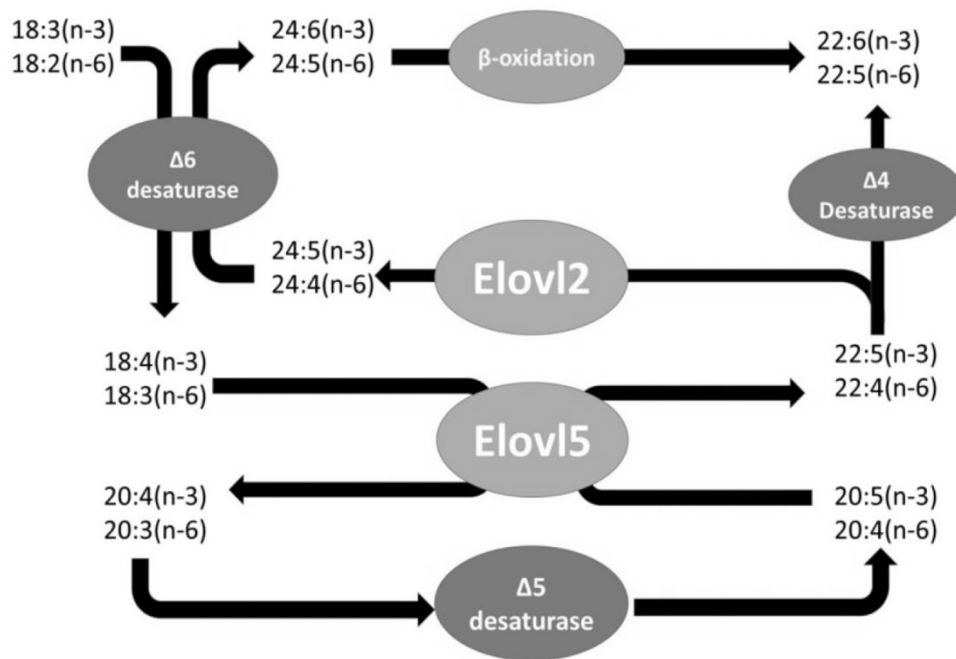 18:3(n-3)
18:2(n-6)
24:6(n-3)
24:5(n-6)
β-oxidation
22:6(n-3)
22:5(n-6)
Δ6
desaturase
Δ4
Desaturase
24:5(n-3)
24:4(n-6)
Elovl2
18:4(n-3)
18:3(n-6)
22:5(n-3)
22:4(n-6)
Elovl5
20:4(n-3)
20:3(n-6)
20:5(n-3)
20:4(n-6)
Δ5
desaturase